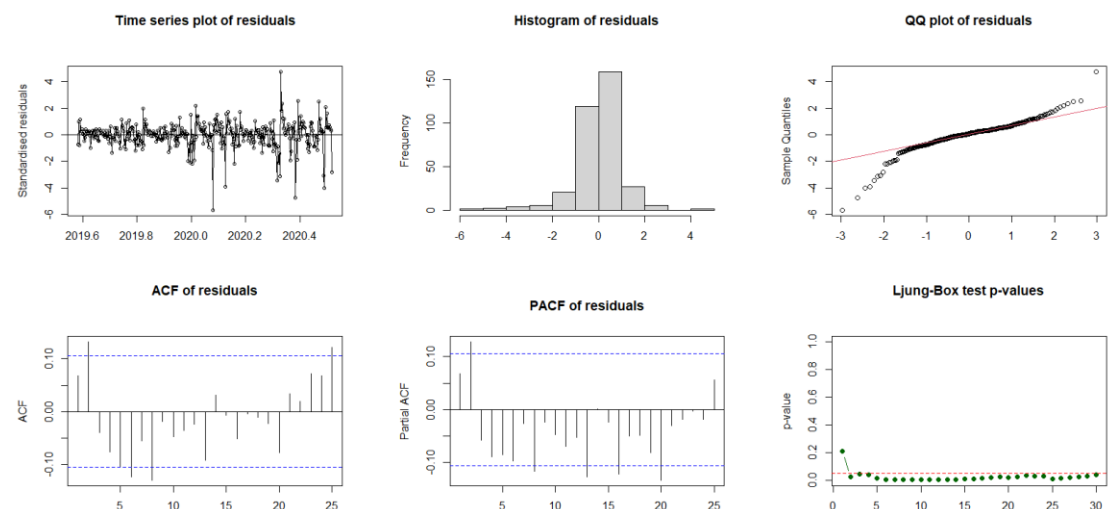 Time series plot of residuals
Standardised residuals
4
2
0
-2
-4
-6
2019.6 2019.8 2020.0 2020.2 2020.4
Histogram of residuals
Frequency
150
100
50
0
-6 -4 -2 0 2 4
QQ plot of residuals
Sample Quantiles
4
2
0
-2
-4
-6
-3 -2 -1 0 1 2 3
ACF of residuals
ACF
0.10
0.00
-0.10
5 10 15 20 25
PACF of residuals
Partial ACF
0.10
0.00
-0.10
5 10 15 20 25
Ljung-Box test p-values
p-value
1.0
0.8
0.6
0.4
0.2
0.0
0 5 10 15 20 25 30